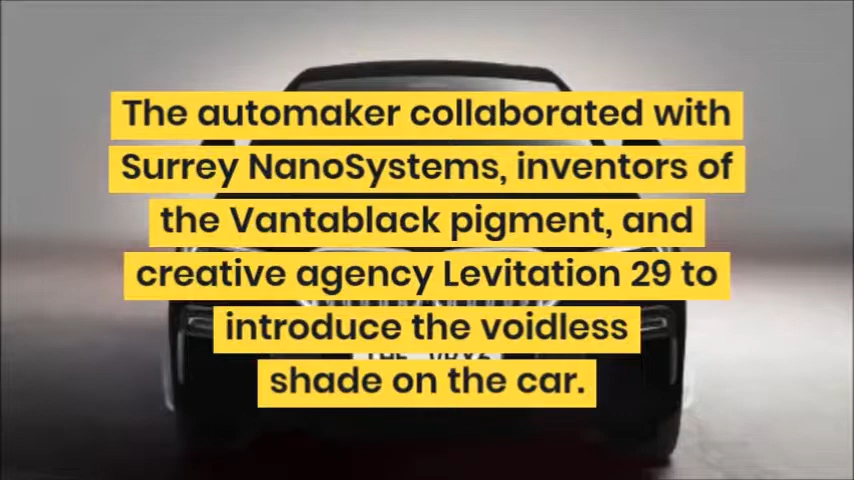 The automaker collaborated with
Surrey NanoSystems, inventors of
the Vantablack pigment, and
creative agency Levitation 29 to
introduce the voidless
shade on the car.